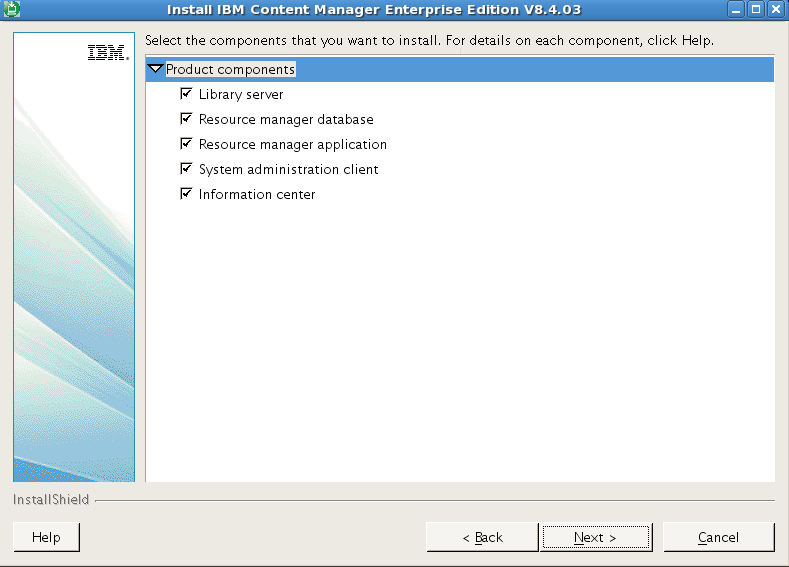 Install IBM Content Manager Enterprise Edition V8.4.03
IBM.
Select the components that you want to install. For details on each component, click Help.
Product components
Library server
Resource manager database
Resource manager application
System administration client
Information center
InstallShield
Help
< Back
Next >
Cancel